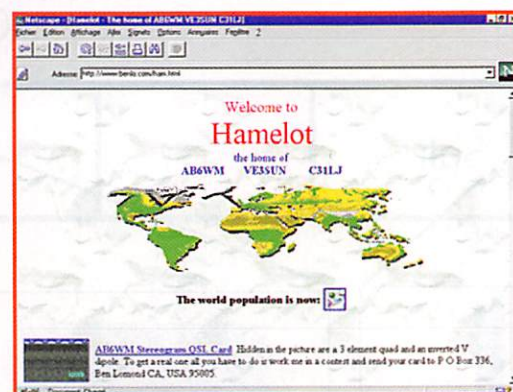 Netscape - [Hamelot - The home of AB6WM VE3SUN C31LJ]
Fichier Édition Affichage Aller Signets Options Annuaires Fenêtre ?
Adresse: http://www.benlo.com/ham.html
Welcome to
Hamelot
the home of
AB6WM VE3SUN C31LJ
The world population is now:
AB6WM Stereogram QSL Card Hidden in the picture are a 3 element quad and an inverted V
dipole. To get a real one all you have to do is work me in a contest and send your card to P O Box 336,
Ben Lomond CA, USA 95005.